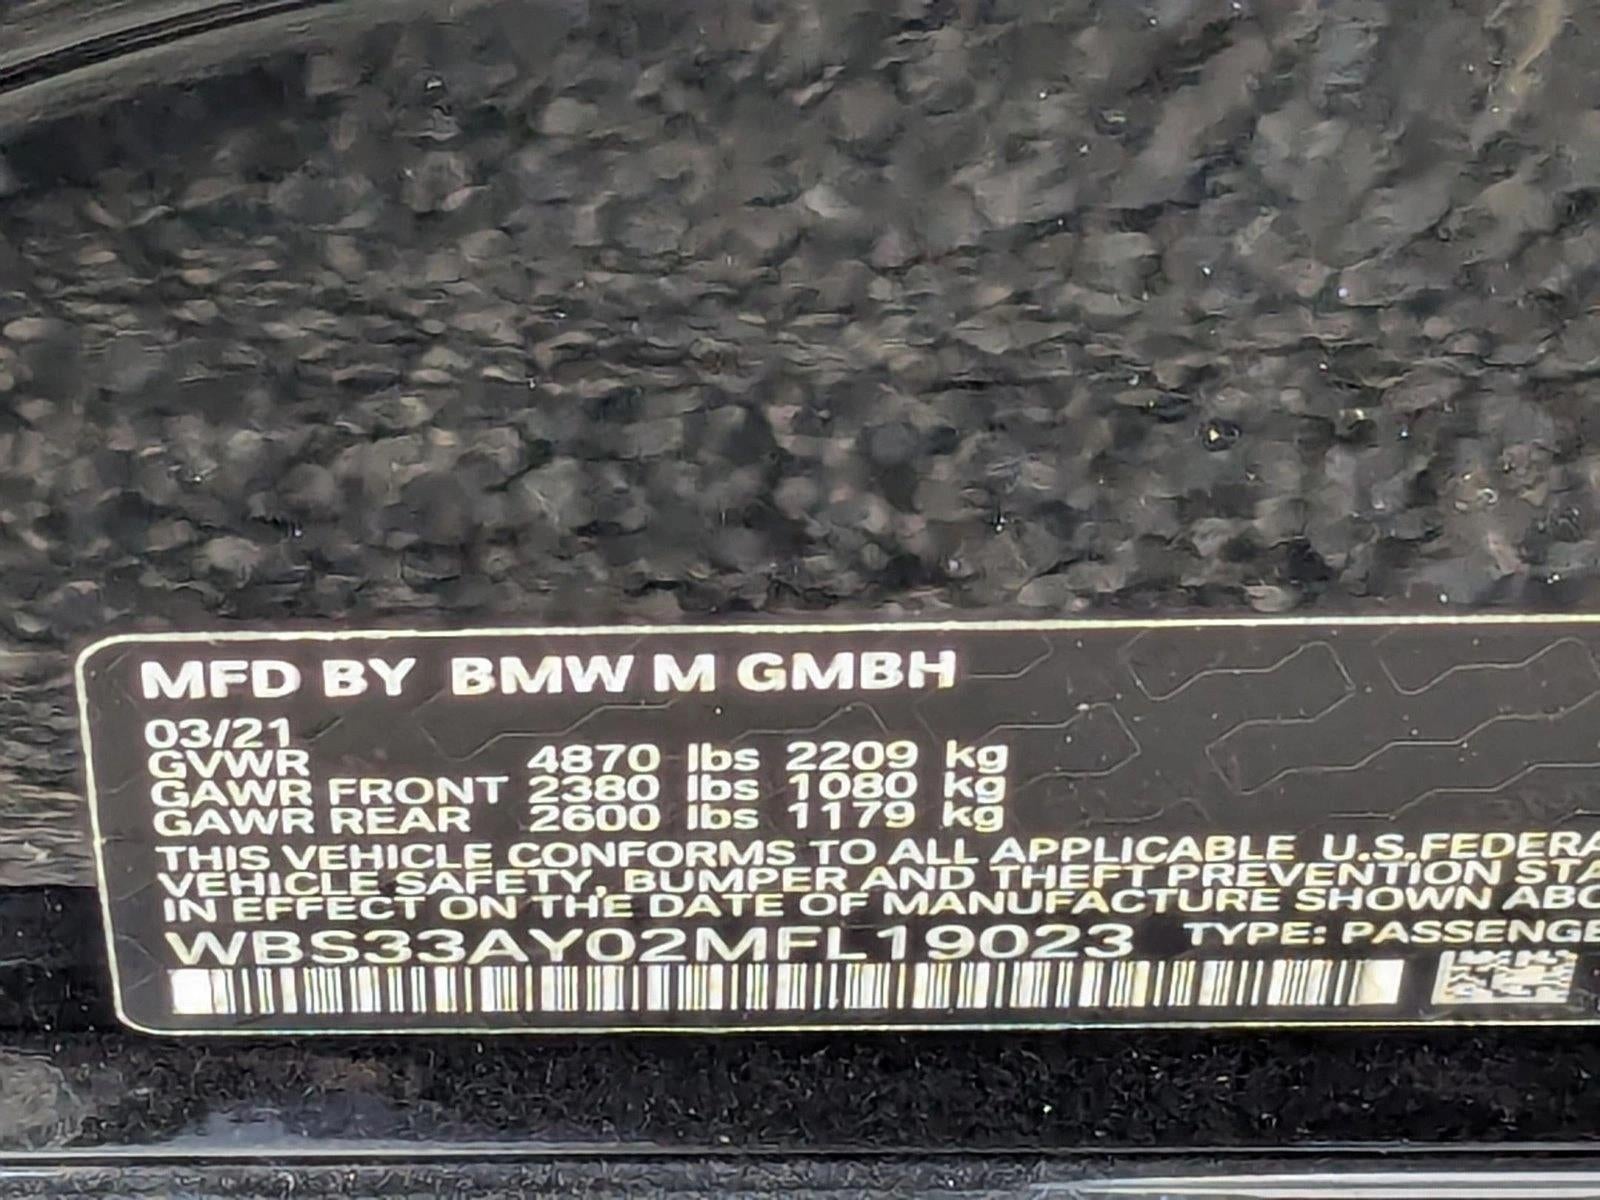 MFD BY BMW M GMBH
03/21
GVWR 4870 lbs 2209 kg
GAWR FRONT 2380 lbs 1080 kg
GAWR REAR 2600 lbs 1179 kg
THIS VEHICLE CONFORMS TO ALL APPLICABLE U.S.FEDERA
VEHICLE SAFETY, BUMPER AND THEFT PREVENTION STA
IN EFFECT ON THE DATE OF MANUFACTURE SHOWN ABO
WBS33AY02MFL19023 TYPE: PASSENGE